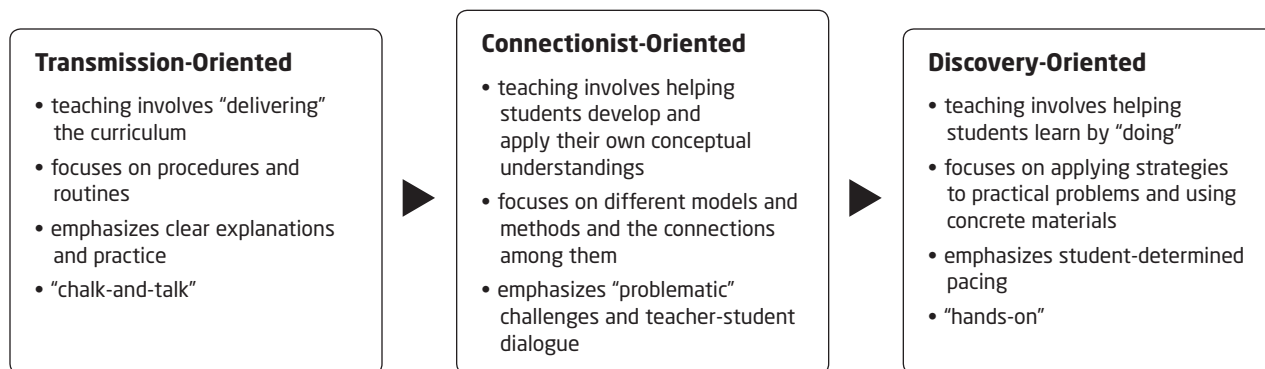 Transmission-Oriented
• teaching involves “delivering”
the curriculum
• focuses on procedures and
routines
• emphasizes clear explanations
and practice
• “chalk-and-talk”
Connectionist-Oriented
• teaching involves helping
students develop and
apply their own conceptual
understandings
• focuses on different models and
methods and the connections
among them
• emphasizes “problematic”
challenges and teacher-student
dialogue
Discovery-Oriented
• teaching involves helping
students learn by “doing”
• focuses on applying strategies
to practical problems and using
concrete materials
• emphasizes student-determined
pacing
• “hands-on”